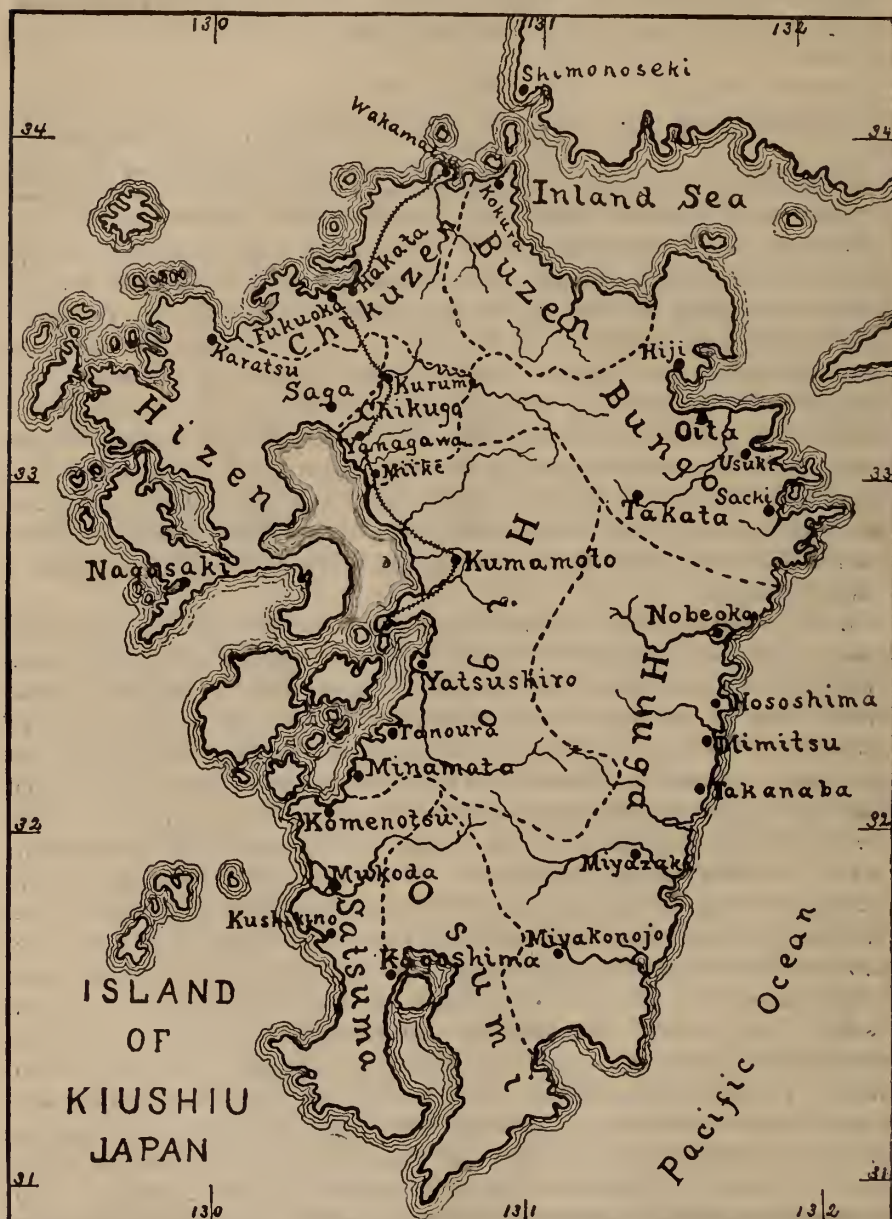 130 131 132
Shimonoseki
34 34
Wakamatsu
Kokura
Inland Sea
Hakata
Fukuoka
Chikuzen
Buzen
Karatsu
Hiji
Saga
Kurum
Chikugo
Bungo
Hizen
Yanagawa
Oita
Miike
Usuki
33 33
Saeki
Takata
Nagasaki
Kumamoto
Higo
Nobeoka
Yatsushiro
Hiuga
Hososhima
Tanoura
Mimitsu
Minamata
Takanaba
32 32
Komenotsu
Miyazaki
Mukoda
Kushikino
Miyakonojo
Satsuma
Kagoshima
Osumi
ISLAND
OF
KIUSHIU
JAPAN
Pacific Ocean
31 31
130 131 132